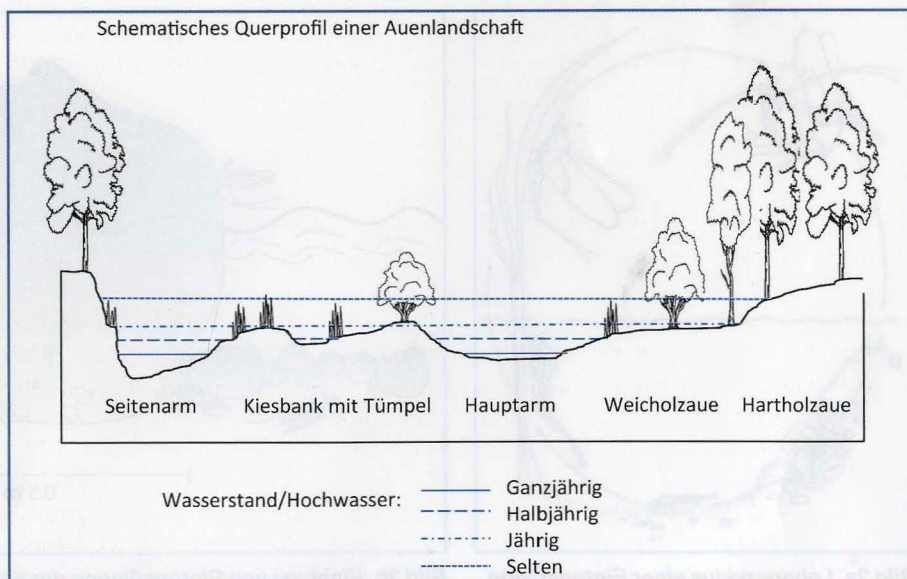 Schematisches Querprofil einer Auenlandschaft
Seitenarm Kiesbank mit Tümpel Hauptarm Weicholzaue Hartholzaue
Wasserstand/Hochwasser:
Ganzjährig
Halbjährig
Jährig
Selten